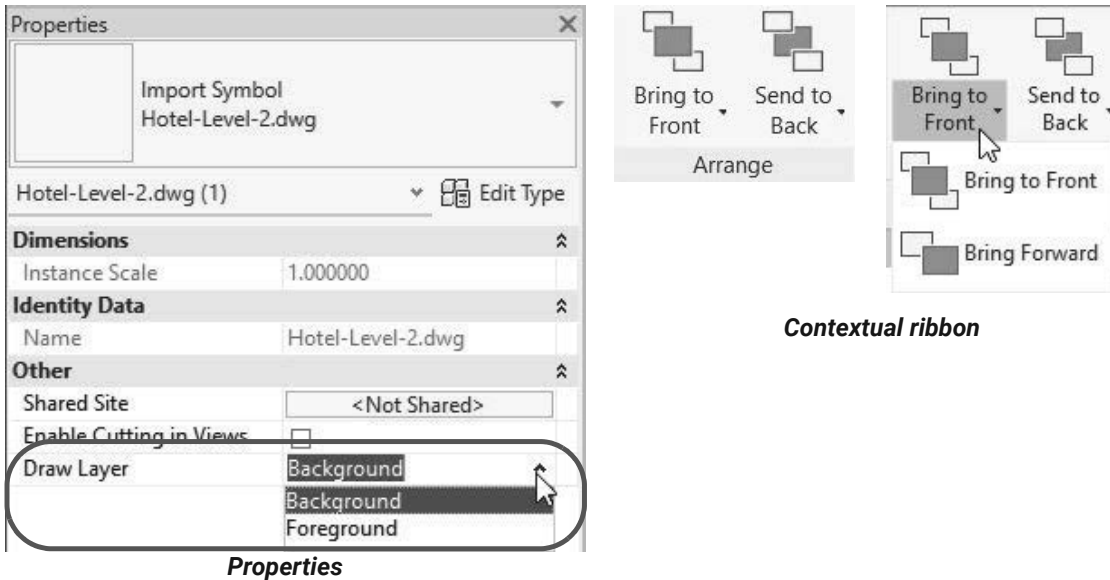 Properties
Import Symbol
Hotel-Level-2.dwg
Hotel-Level-2.dwg (1)
Edit Type
Dimensions
Instance Scale 1.000000
Identity Data
Name Hotel-Level-2.dwg
Other
Shared Site <Not Shared>
Enable Cutting in Views
Draw Layer Background
Background
Foreground
Properties
Bring to Front
Send to Back
Arrange
Bring to Front
Send to Back
Bring to Front
Bring Forward
Contextual ribbon